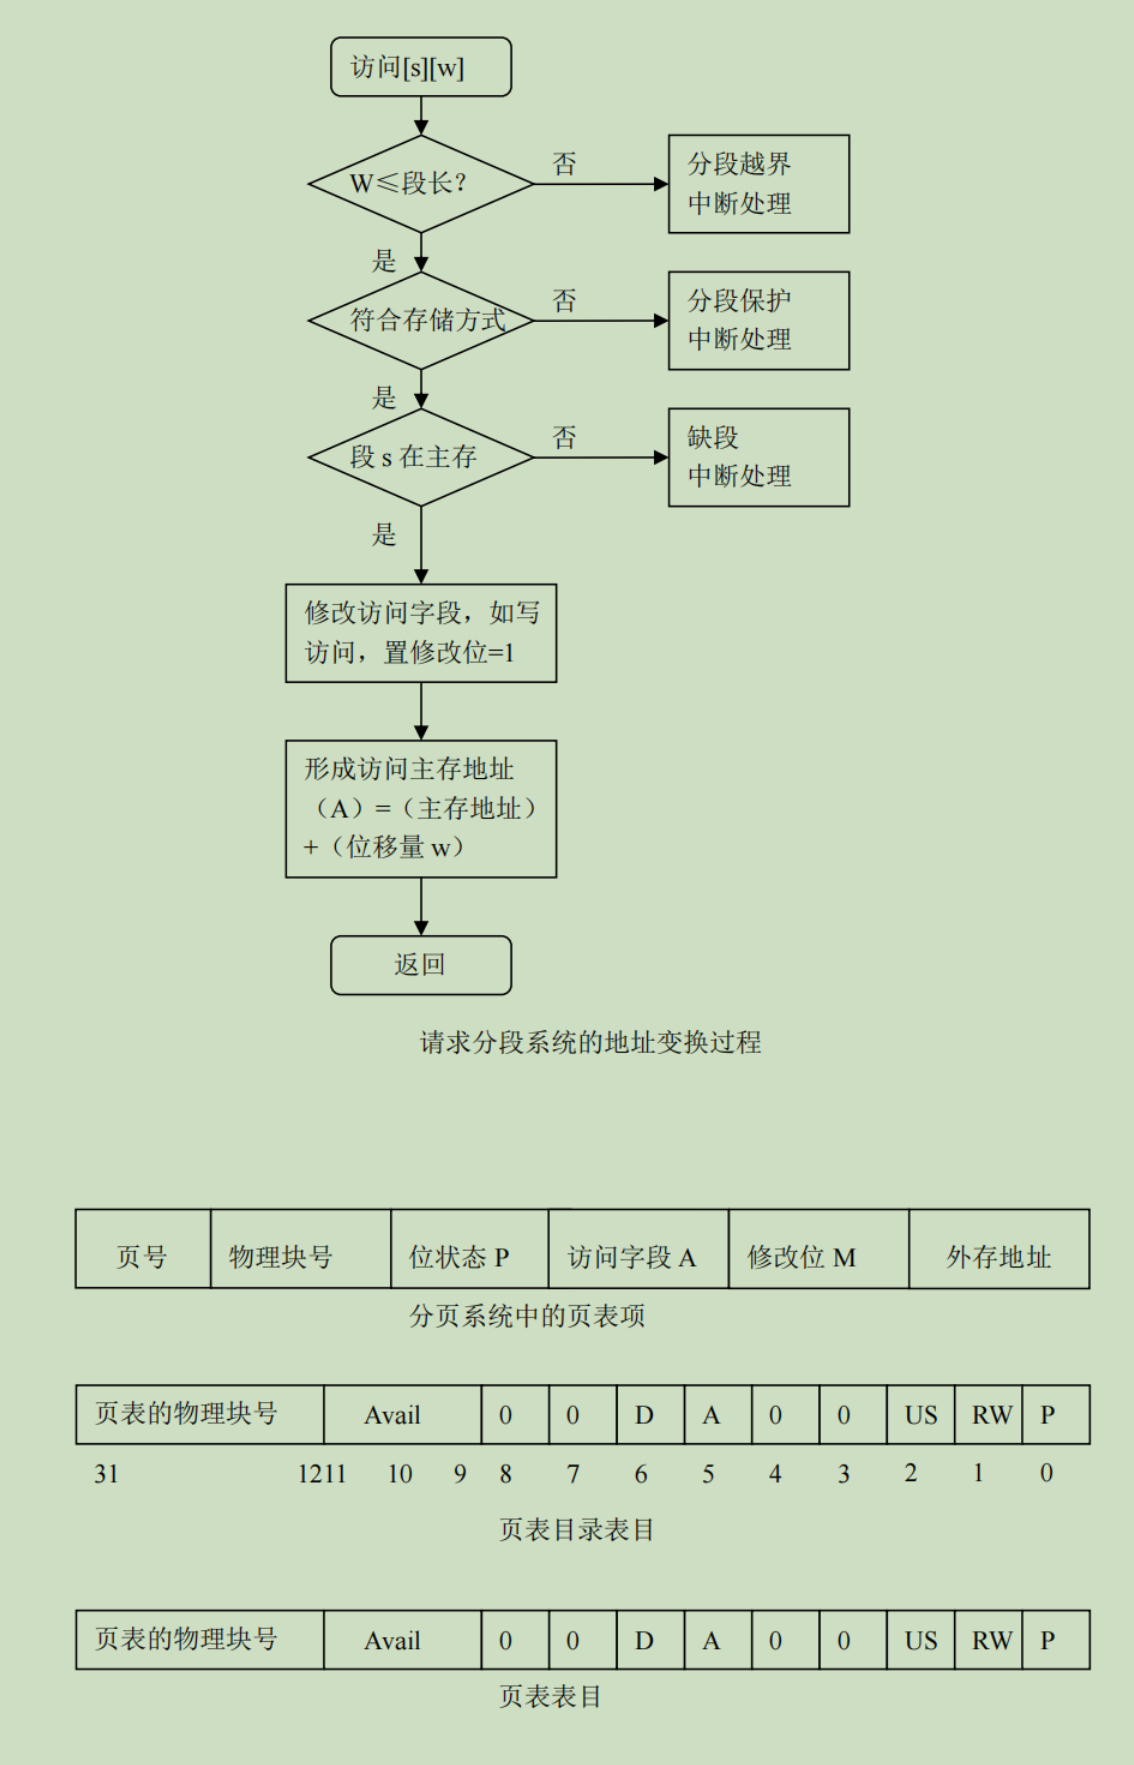 访问[s][w]
W≤段长?
否
分段越界
中断处理
是
符合存储方式
否
分段保护
中断处理
是
段 s 在主存
否
缺段
中断处理
是
修改访问字段，如写
访问，置修改位=1
形成访问主存地址
（A）=（主存地址）
+（位移量 w）
返回
请求分段系统的地址变换过程
页号 物理块号 位状态 P 访问字段 A 修改位 M 外存地址
分页系统中的页表项
页表的物理块号 Avail 0 0 D A 0 0 US RW P
31 1211 10 9 8 7 6 5 4 3 2 1 0
页表目录表目
页表的物理块号 Avail 0 0 D A 0 0 US RW P
页表表目